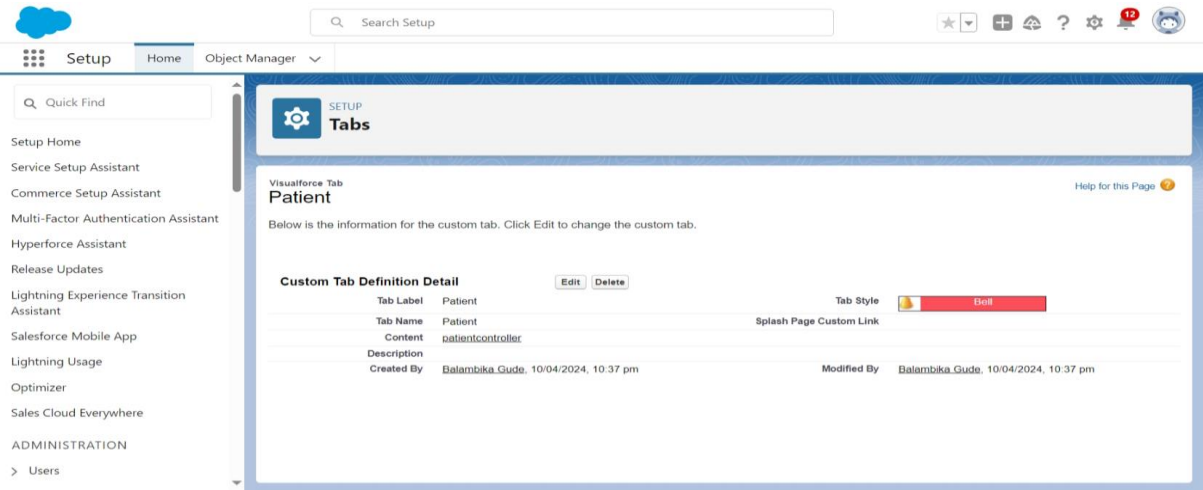 Search Setup
12
Setup
Home
Object Manager
Quick Find
Setup Home
Service Setup Assistant
Commerce Setup Assistant
Multi-Factor Authentication Assistant
Hyperforce Assistant
Release Updates
Lightning Experience Transition
Assistant
Salesforce Mobile App
Lightning Usage
Optimizer
Sales Cloud Everywhere
ADMINISTRATION
Users
SETUP
Tabs
Visualforce Tab
Patient
Help for this Page
Below is the information for the custom tab. Click Edit to change the custom tab.
Custom Tab Definition Detail Edit Delete
Tab Label Patient Tab Style Bell
Tab Name Patient Splash Page Custom Link
Content patientcontroller
Description
Created By Balambika Gude, 10/04/2024, 10:37 pm Modified By Balambika Gude, 10/04/2024, 10:37 pm